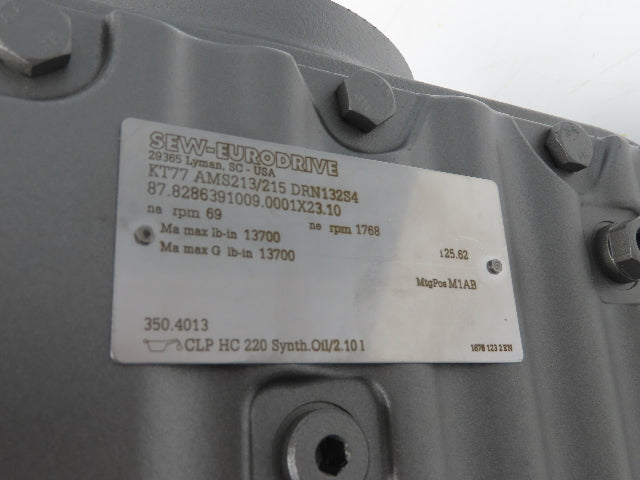 SEW-EURODRIVE
29365 Lyman, SC - USA
KT77 AMS213/215 DRN132S4
87.8286391009.0001X23.10
na rpm 69 ne rpm 1768
Ma max lb-in 13700 i25.62
Ma max G lb-in 13700
MtgPos M1AB
350.4013
CLP HC 220 Synth.Oil/2.10 l 1878 123 2 EN